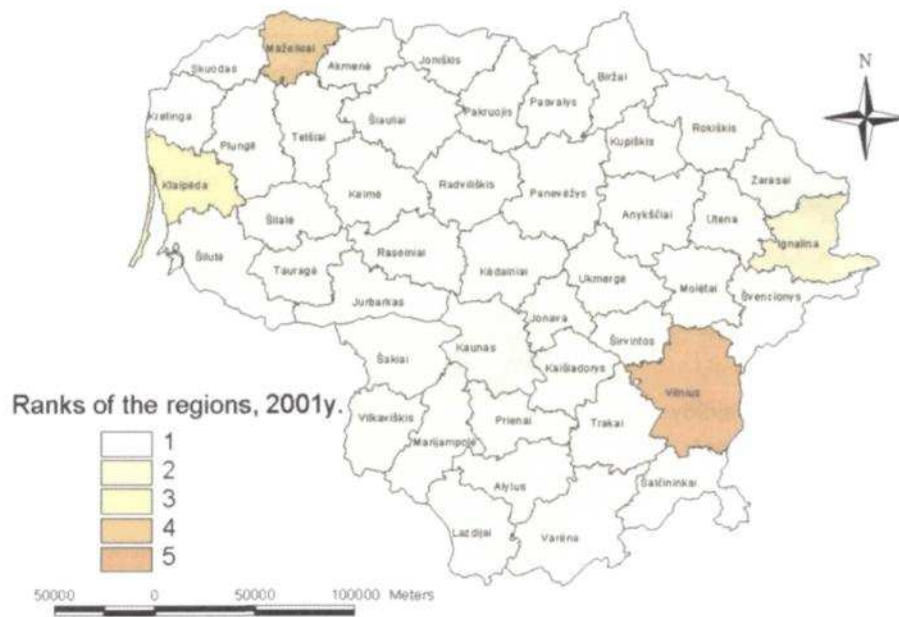 Mažeikiai
Skuodas
Akmenė
Joniškis
Biržai
N
Kretinga
Plungė
Telšiai
Šiauliai
Pakruojis
Pasvalys
Rokiškis
Kupiškis
Klaipėda
Kelmė
Radviliškis
Panevėžys
Zarasai
Šilalė
Anykščiai
Utena
Ignalina
Šilutė
Tauragė
Raseiniai
Kėdainiai
Ukmergė
Molėtai
Švencionys
Jurbarkas
Jonava
Širvintos
Šakiai
Kaunas
Kaišiadorys
Vilnius
Ranks of the regions, 2001y.
Vilkaviškis
Marijampolė
Prienai
Trakai
1
2
3
4
5
Alytus
Šalčininkai
Lazdijai
Varėna
50000 0 50000 100000 Meters